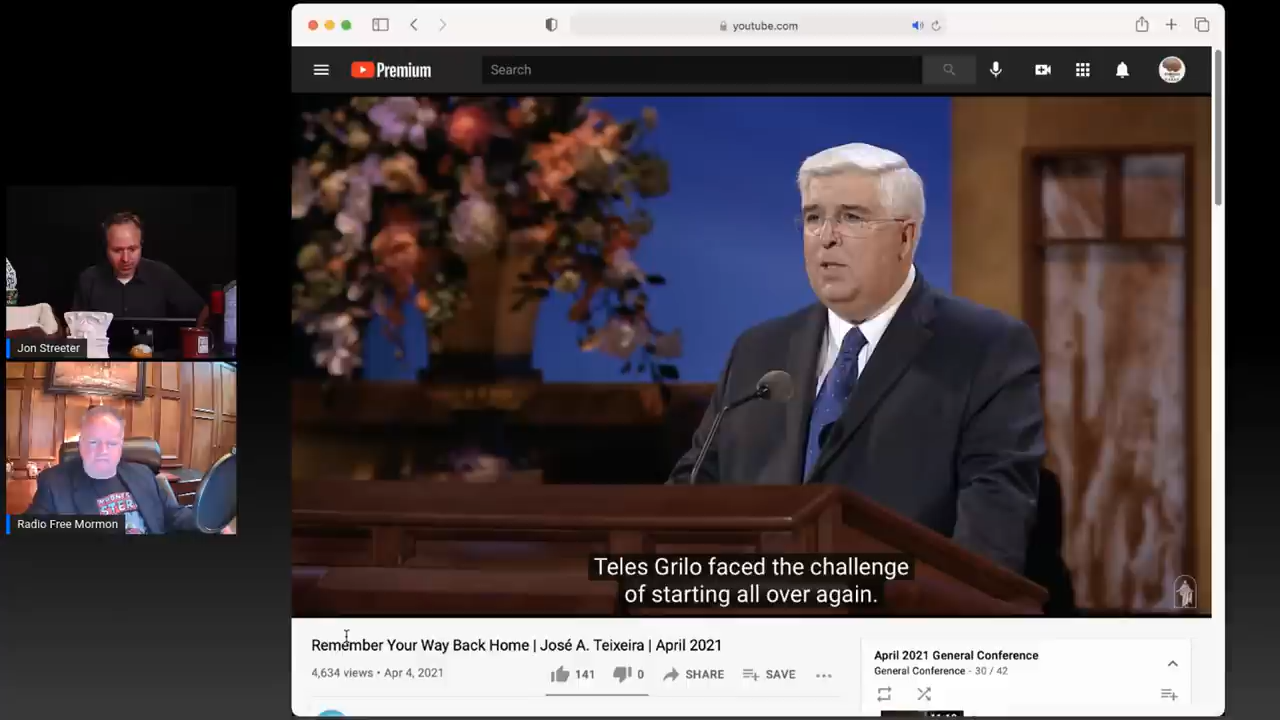 youtube.com
Premium
Search
Jon Streeter
Radio Free Mormon
Teles Grilo faced the challenge
of starting all over again.
Remember Your Way Back Home | José A. Teixeira | April 2021
4,634 views • Apr 4, 2021
141
0
SHARE
SAVE
April 2021 General Conference
General Conference - 30 / 42